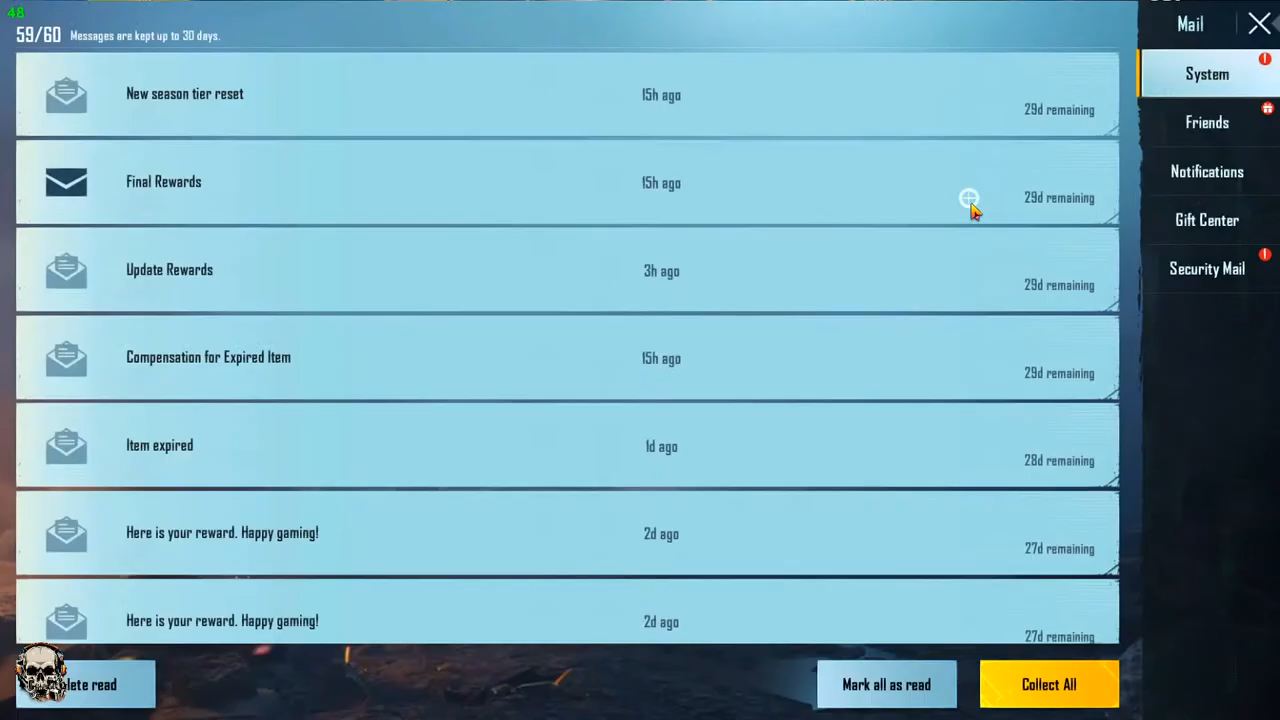 48
59/60 Messages are kept up to 30 days.
Mail
New season tier reset 15h ago 29d remaining
System
Friends
Final Rewards 15h ago 29d remaining
Notifications
Gift Center
Update Rewards 3h ago 29d remaining
Security Mail
Compensation for Expired Item 15h ago 29d remaining
Item expired 1d ago 28d remaining
Here is your reward. Happy gaming! 2d ago 27d remaining
Here is your reward. Happy gaming! 2d ago 27d remaining
read
Mark all as read
Collect All